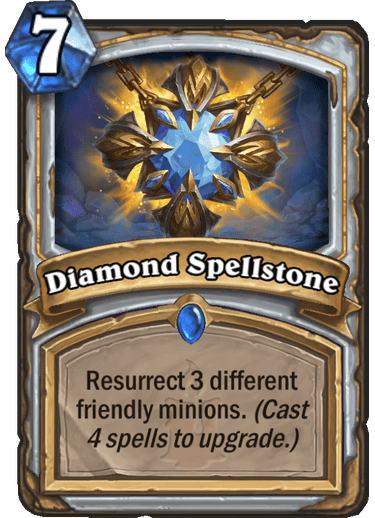 7
Diamond Spellstone
Resurrect 3 different
friendly minions. (Cast
4 spells to upgrade.)